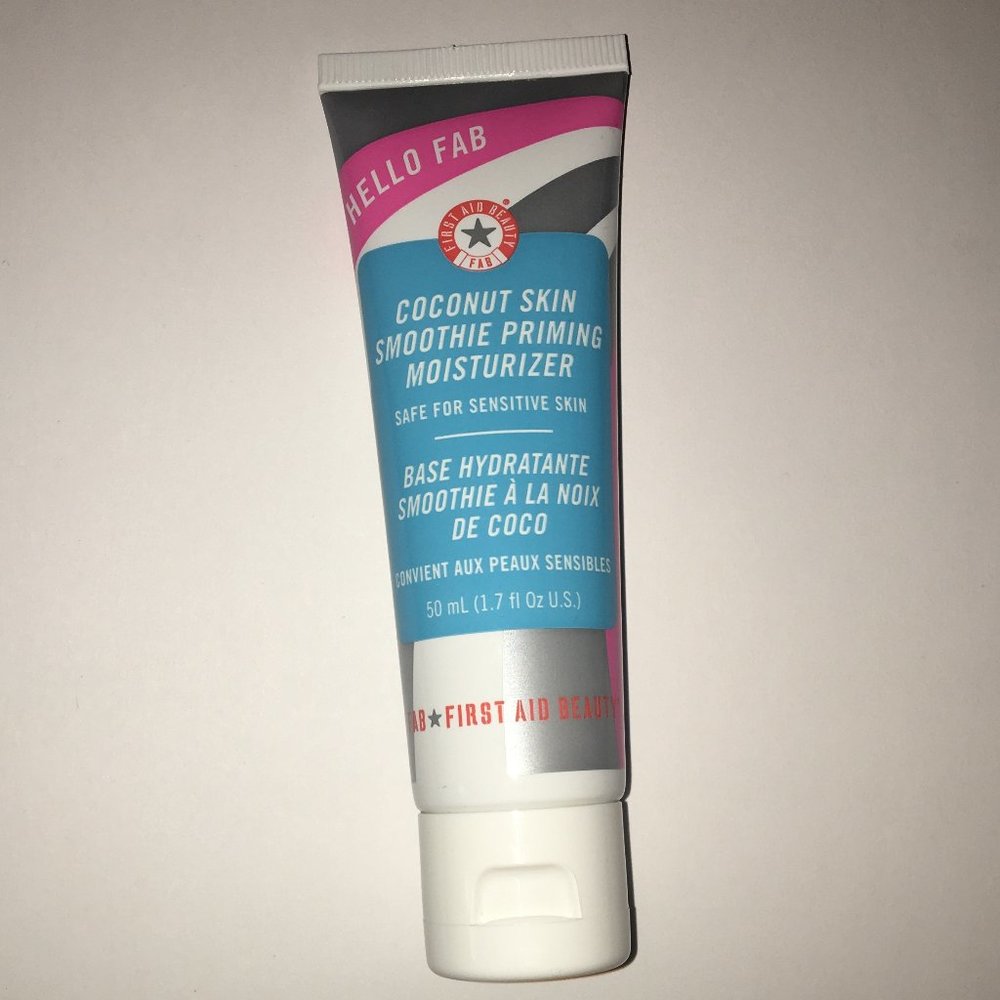 HELLO FAB
FIRST AID BEAUTY®
FAB
COCONUT SKIN
SMOOTHIE PRIMING
MOISTURIZER
SAFE FOR SENSITIVE SKIN
BASE HYDRATANTE
SMOOTHIE À LA NOIX
DE COCO
CONVIENT AUX PEAUX SENSIBLES
50 mL (1.7 fl Oz U.S.)
FAB★FIRST AID BEAUTY